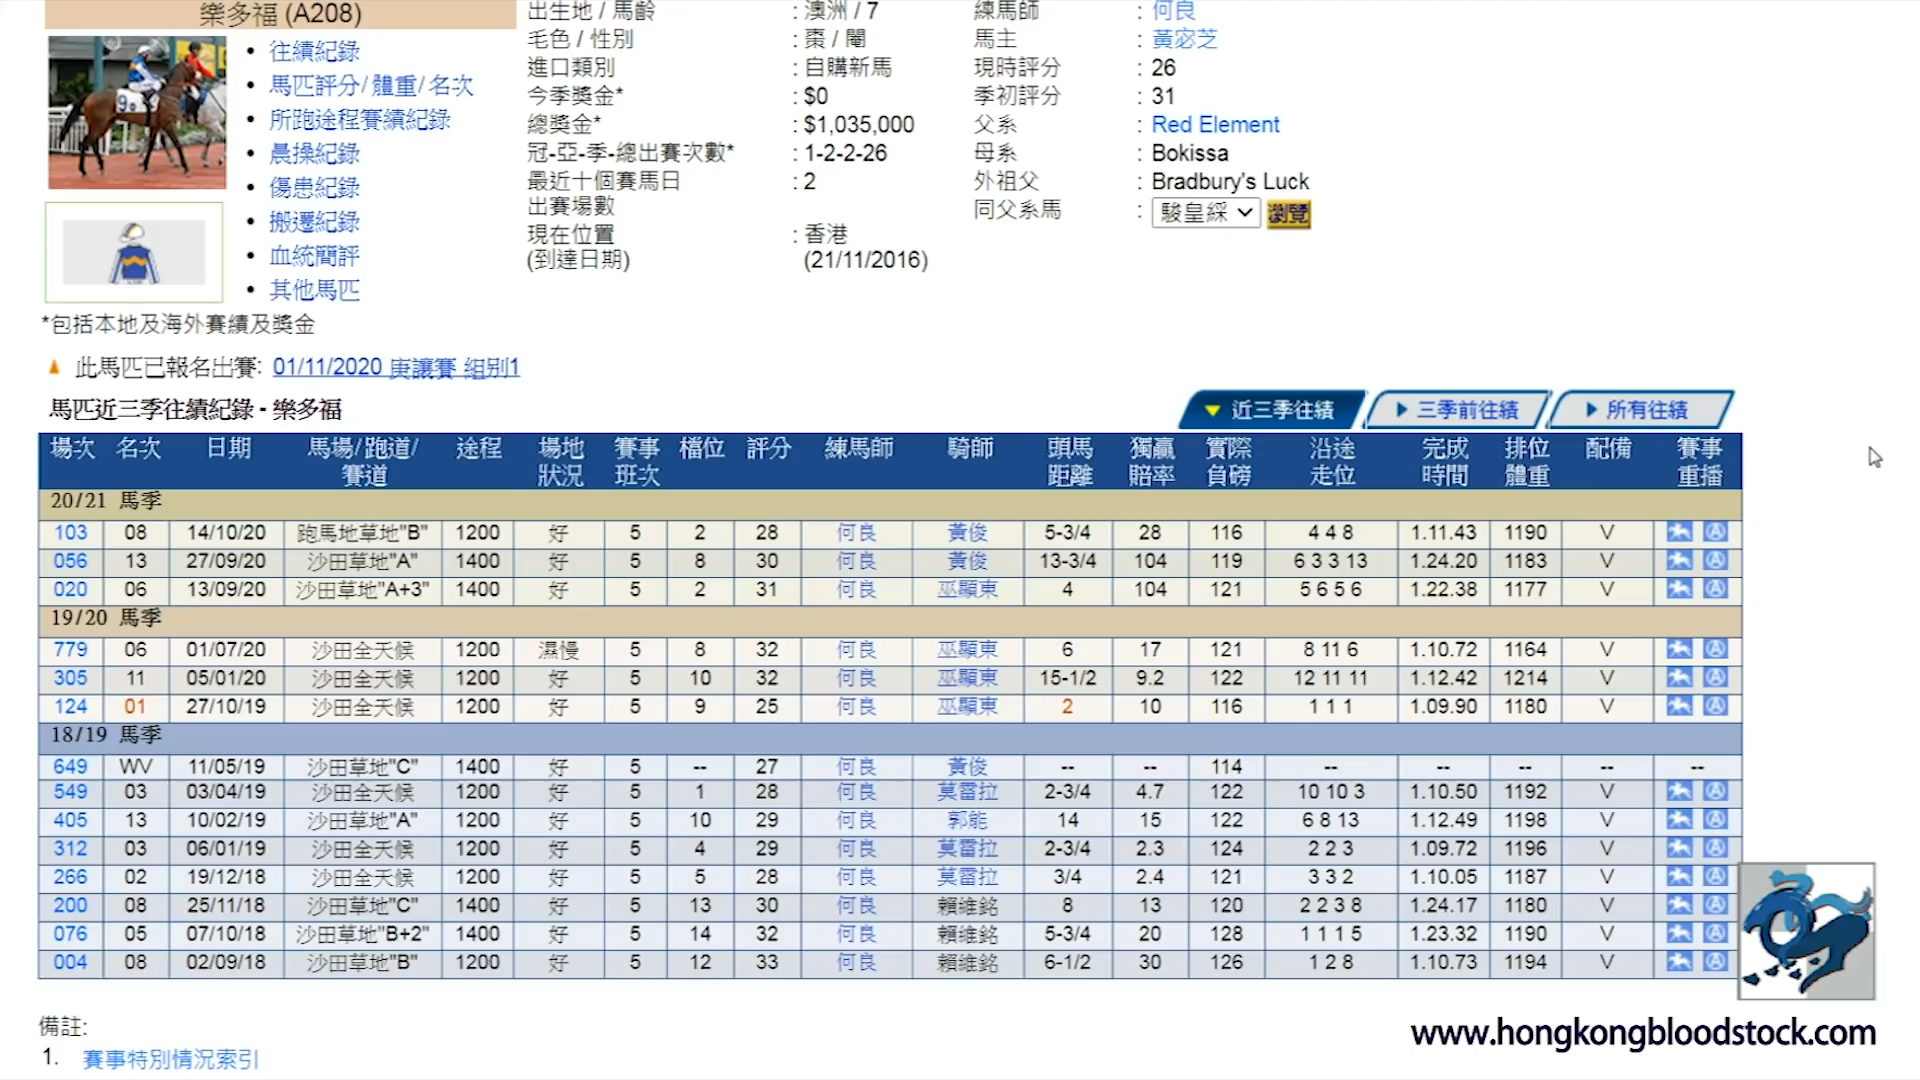 樂多福 (A208)
往績紀錄
馬匹評分/體重/名次
所跑途程賽績紀錄
晨操紀錄
傷患紀錄
搬遷紀錄
血統簡評
其他馬匹
出生地 / 馬齡 : 澳洲 / 7
毛色 / 性別 : 棗 / 閹
進口類別 : 自購新馬
今季獎金* : $0
總獎金* : $1,035,000
冠-亞-季-總出賽次數* : 1-2-2-26
最近十個賽馬日 : 2
出賽場數
現在位置 : 香港
(到達日期) (21/11/2016)
練馬師 : 何良
馬主 : 黃宓芝
現時評分 : 26
季初評分 : 31
父系 : Red Element
母系 : Bokissa
外祖父 : Bradbury's Luck
同父系馬 : 駿皇綵 瀏覽
*包括本地及海外賽績及獎金
此馬匹已報名出賽: 01/11/2020 庚讓賽 組別1
馬匹近三季往績紀錄 - 樂多福
近三季往績 三季前往績 所有往績
場次 名次 日期 馬場/跑道/ 途程 場地 賽事 檔位 評分 練馬師 騎師 頭馬 獨贏 實際 沿途 完成 排位 配備 賽事
賽道 狀況 班次 距離 賠率 負磅 走位 時間 體重 重播
20/21 馬季
103 08 14/10/20 跑馬地草地"B" 1200 好 5 2 28 何良 黃俊 5-3/4 28 116 4 4 8 1.11.43 1190 V
056 13 27/09/20 沙田草地"A" 1400 好 5 8 30 何良 黃俊 13-3/4 104 119 6 3 3 13 1.24.20 1183 V
020 06 13/09/20 沙田草地"A+3" 1400 好 5 2 31 何良 巫顯東 4 104 121 5 6 5 6 1.22.38 1177 V
19/20 馬季
779 06 01/07/20 沙田全天候 1200 濕慢 5 8 32 何良 巫顯東 6 17 121 8 11 6 1.10.72 1164 V
305 11 05/01/20 沙田全天候 1200 好 5 10 32 何良 巫顯東 15-1/2 9.2 122 12 11 11 1.12.42 1214 V
124 01 27/10/19 沙田全天候 1200 好 5 9 25 何良 巫顯東 2 10 116 1 1 1 1.09.90 1180 V
18/19 馬季
649 WV 11/05/19 沙田草地"C" 1400 好 5 -- 27 何良 黃俊 -- -- 114 -- -- -- -- --
549 03 03/04/19 沙田全天候 1200 好 5 1 28 何良 莫雷拉 2-3/4 4.7 122 10 10 3 1.10.50 1192 V
405 13 10/02/19 沙田草地"A" 1200 好 5 10 29 何良 郭能 14 15 122 6 8 13 1.12.49 1198 V
312 03 06/01/19 沙田全天候 1200 好 5 4 29 何良 莫雷拉 2-3/4 2.3 124 2 2 3 1.09.72 1196 V
266 02 19/12/18 沙田全天候 1200 好 5 5 28 何良 莫雷拉 3/4 2.4 121 3 3 2 1.10.05 1187 V
200 08 25/11/18 沙田草地"C" 1400 好 5 13 30 何良 賴維銘 8 13 120 2 2 3 8 1.24.17 1180 V
076 05 07/10/18 沙田草地"B+2" 1400 好 5 14 32 何良 賴維銘 5-3/4 20 128 1 1 1 5 1.23.32 1190 V
004 08 02/09/18 沙田草地"B" 1200 好 5 12 33 何良 賴維銘 6-1/2 30 126 1 2 8 1.10.73 1194 V
備註:
1. 賽事特別情況索引
www.hongkongbloodstock.com